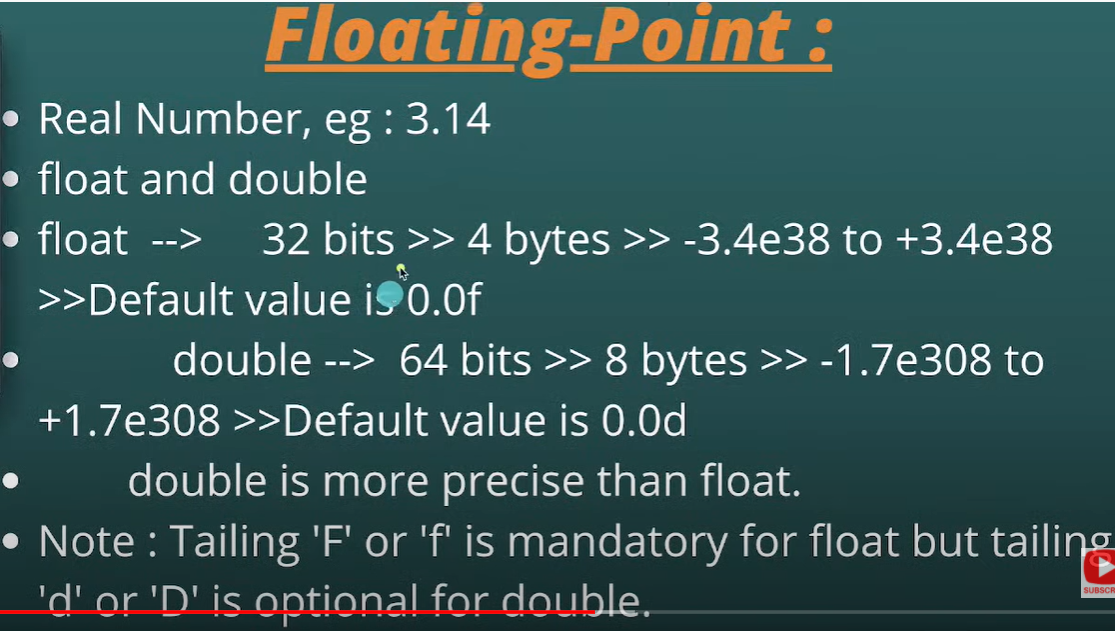 Floating-Point :
• Real Number, eg : 3.14
• float and double
• float --> 32 bits >> 4 bytes >> -3.4e38 to +3.4e38
>>Default value is 0.0f
• double --> 64 bits >> 8 bytes >> -1.7e308 to
+1.7e308 >>Default value is 0.0d
• double is more precise than float.
• Note : Tailing 'F' or 'f' is mandatory for float but tailing
'd' or 'D' is optional for double.
SUBSCR